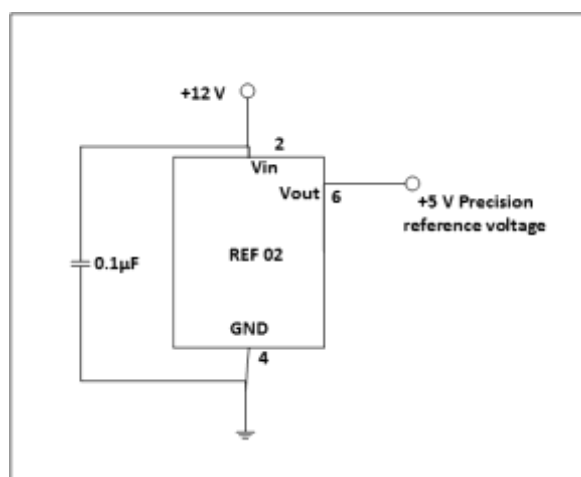 +12 V
2
Vin
Vout
6
+5 V Precision
reference voltage
REF 02
0.1µF
GND
4